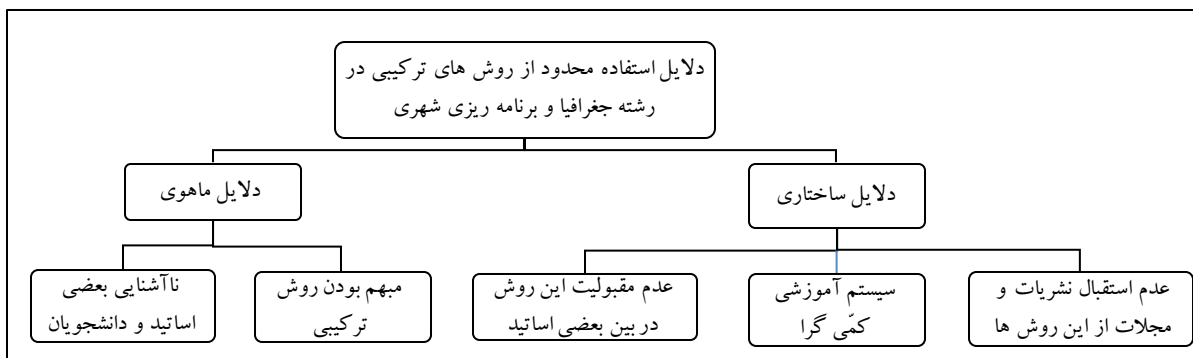 دلایل استفاده محدود از روش های ترکیبی در
رشته جغرافیا و برنامه ریزی شهری
دلایل ساختاری
دلایل ماهوی
عدم استقبال نشریات و
مجلات از این روش ها
سیستم آموزشی
کمّی گرا
عدم مقبولیت این روش
در بین بعضی اساتید
مبهم بودن روش
ترکیبی
ناآشنایی بعضی
اساتید و دانشجویان